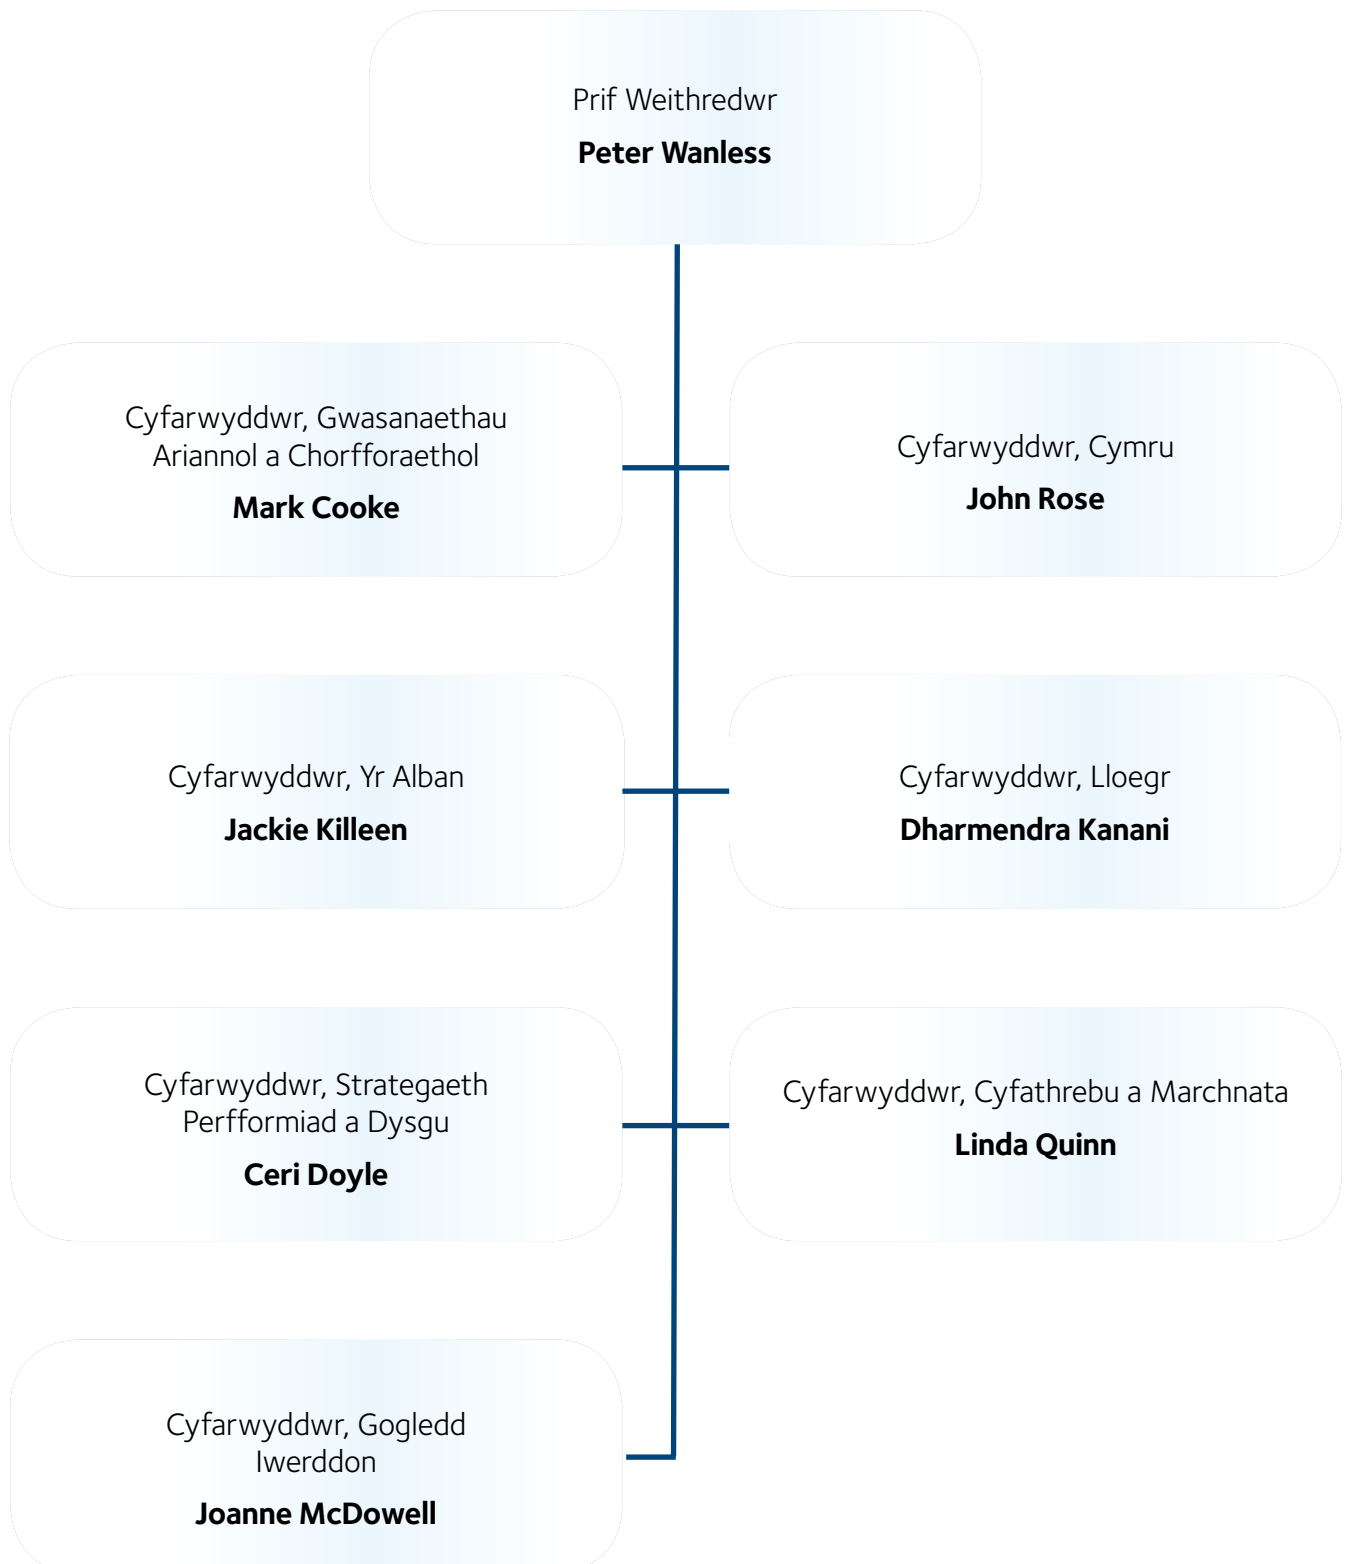 Prif Weithredwr
Peter Wanless
Cyfarwyddwr, Gwasanaethau
Ariannol a Chorfforaethol
Mark Cooke
Cyfarwyddwr, Cymru
John Rose
Cyfarwyddwr, Yr Alban
Jackie Killeen
Cyfarwyddwr, Lloegr
Dharmendra Kanani
Cyfarwyddwr, Strategaeth
Perfformiad a Dysgu
Ceri Doyle
Cyfarwyddwr, Cyfathrebu a Marchnata
Linda Quinn
Cyfarwyddwr, Gogledd
Iwerddon
Joanne McDowell